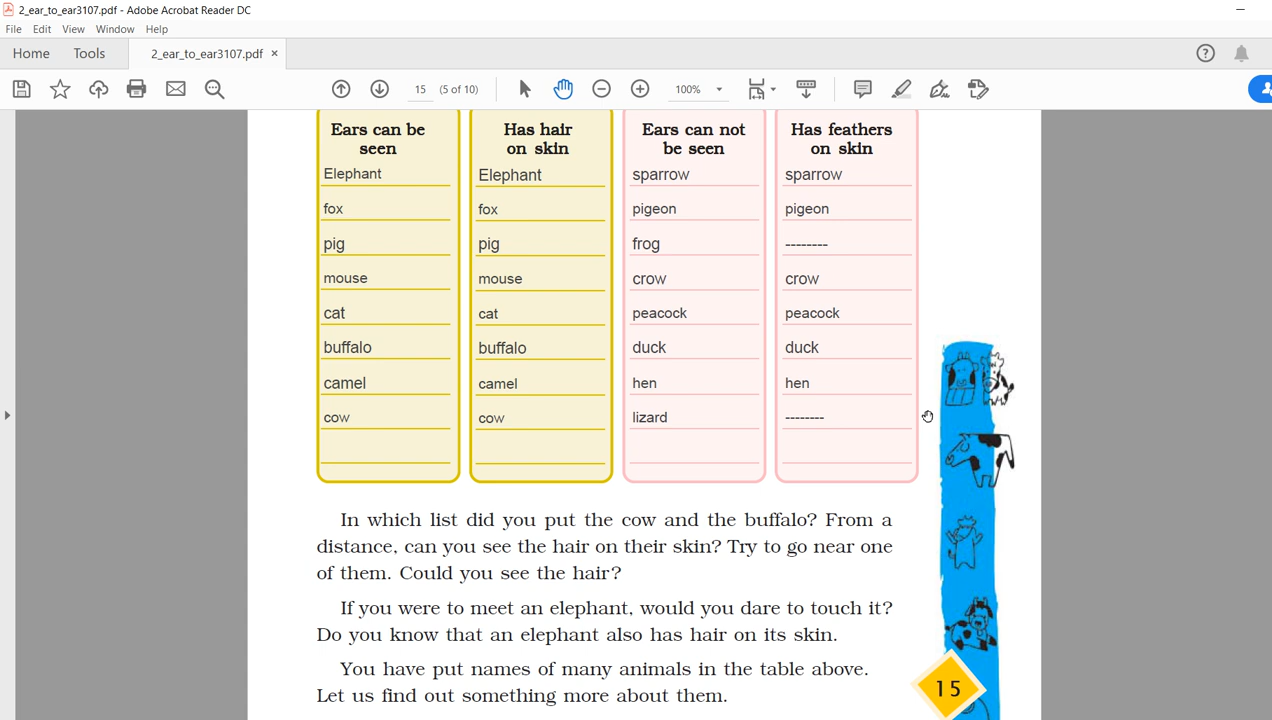 2_ear_to_ear3107.pdf - Adobe Acrobat Reader DC
File Edit View Window Help
Home Tools 2_ear_to_ear3107.pdf ×
15 (5 of 10) 100%
Ears can be seen
Elephant
fox
pig
mouse
cat
buffalo
camel
cow
Has hair on skin
Elephant
fox
pig
mouse
cat
buffalo
camel
cow
Ears can not be seen
sparrow
pigeon
frog
crow
peacock
duck
hen
lizard
Has feathers on skin
sparrow
pigeon
--------
crow
peacock
duck
hen
--------
In which list did you put the cow and the buffalo? From a
distance, can you see the hair on their skin? Try to go near one
of them. Could you see the hair?
If you were to meet an elephant, would you dare to touch it?
Do you know that an elephant also has hair on its skin.
You have put names of many animals in the table above.
Let us find out something more about them.
15